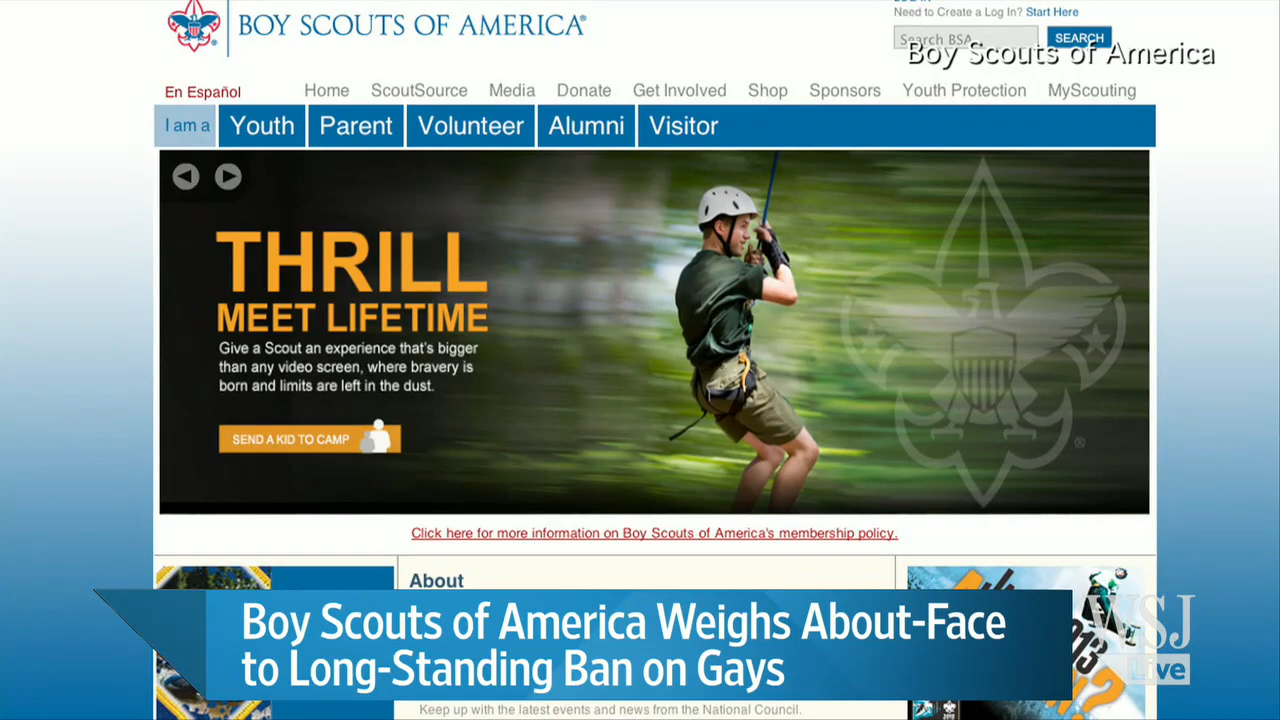 LOG IN
BOY SCOUTS OF AMERICA®
Need to Create a Log In? Start Here
Search BSA
SEARCH
Boy Scouts of America
En Español
Home ScoutSource Media Donate Get Involved Shop Sponsors Youth Protection MyScouting
I am a Youth Parent Volunteer Alumni Visitor
THRILL
MEET LIFETIME
Give a Scout an experience that's bigger
than any video screen, where bravery is
born and limits are left in the dust.
SEND A KID TO CAMP
®
Click here for more information on Boy Scouts of America's membership policy.
About
Boy Scouts of America Weighs About-Face
to Long-Standing Ban on Gays
WSJ
Live
Keep up with the latest events and news from the National Council.